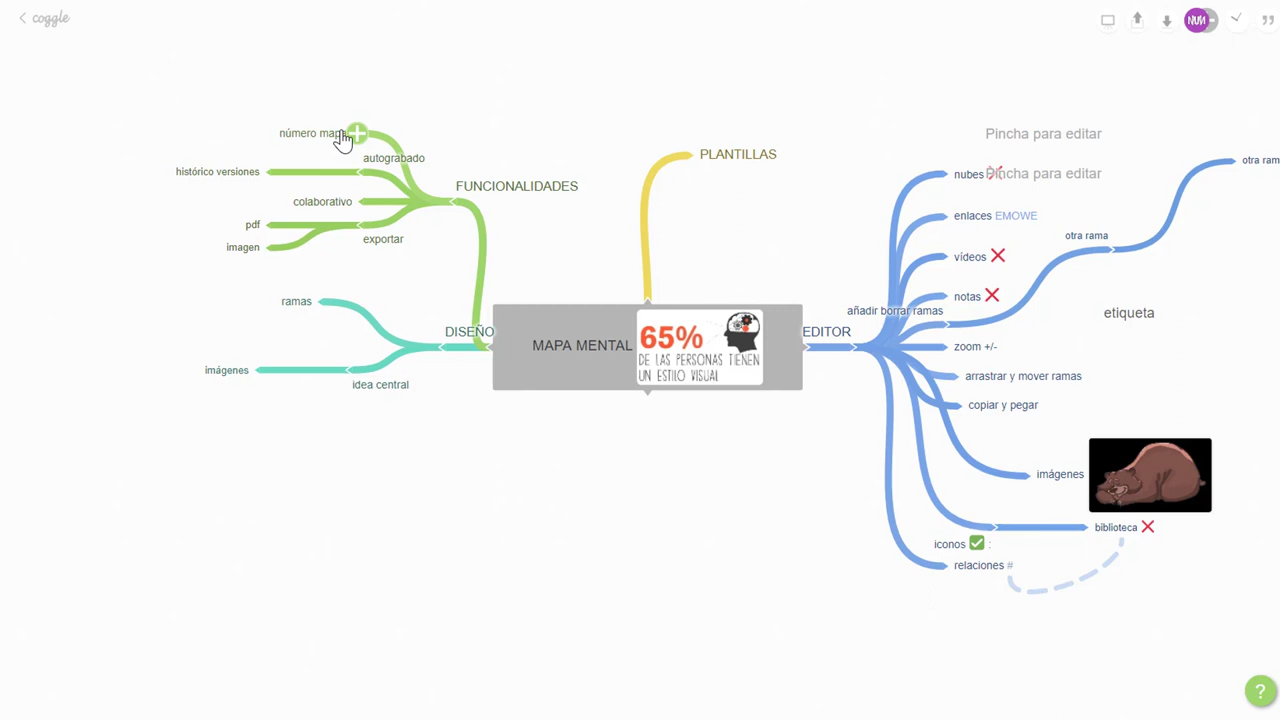 coggle
NUM
número mapa
autograbado
histórico versiones
FUNCIONALIDADES
colaborativo
pdf
exportar
imagen
ramas
DISEÑO
imágenes
idea central
PLANTILLAS
MAPA MENTAL
65%
DE LAS PERSONAS TIENEN
UN ESTILO VISUAL
EDITOR
Pincha para editar
nubes
Pincha para editar
otra ram
enlaces EMOWE
otra rama
vídeos
notas
añadir borrar ramas
etiqueta
zoom +/-
arrastrar y mover ramas
copiar y pegar
imágenes
biblioteca
iconos :
relaciones #
?